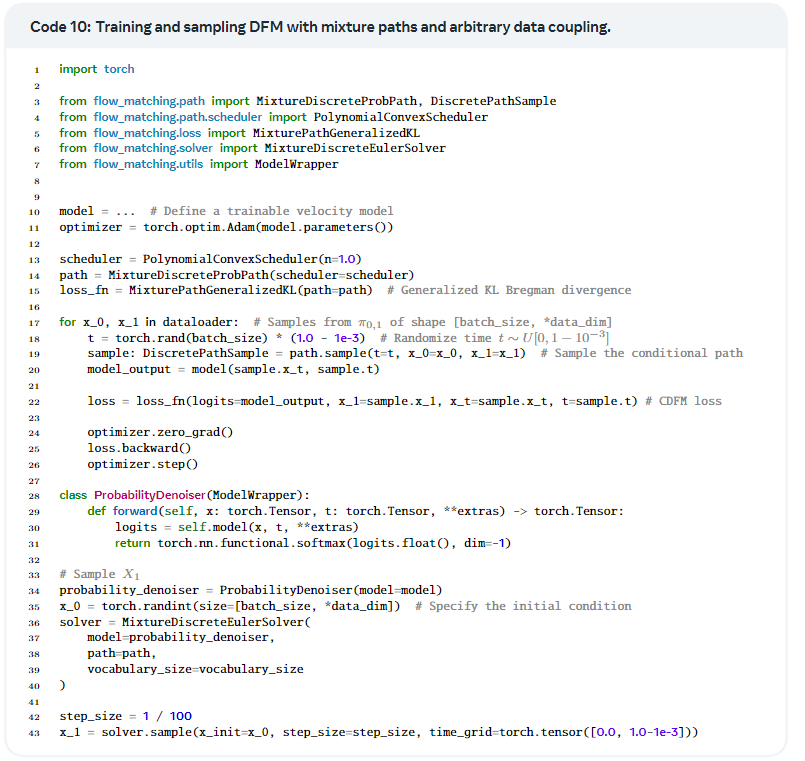 Code 10: Training and sampling DFM with mixture paths and arbitrary data coupling.
1 import torch
2
3 from flow_matching.path import MixtureDiscreteProbPath, DiscretePathSample
4 from flow_matching.path.scheduler import PolynomialConvexScheduler
5 from flow_matching.loss import MixturePathGeneralizedKL
6 from flow_matching.solver import MixtureDiscreteEulerSolver
7 from flow_matching.utils import ModelWrapper
8
9
10 model = ... # Define a trainable velocity model
11 optimizer = torch.optim.Adam(model.parameters())
12
13 scheduler = PolynomialConvexScheduler(n=1.0)
14 path = MixtureDiscreteProbPath(scheduler=scheduler)
15 loss_fn = MixturePathGeneralizedKL(path=path) # Generalized KL Bregman divergence
16
17 for x_0, x_1 in dataloader: # Samples from π₀,₁ of shape [batch_size, *data_dim]
18 t = torch.rand(batch_size) * (1.0 - 1e-3) # Randomize time t ∼ U[0, 1 − 10⁻³]
19 sample: DiscretePathSample = path.sample(t=t, x_0=x_0, x_1=x_1) # Sample the conditional path
20 model_output = model(sample.x_t, sample.t)
21
22 loss = loss_fn(logits=model_output, x_1=sample.x_1, x_t=sample.x_t, t=sample.t) # CDFM loss
23
24 optimizer.zero_grad()
25 loss.backward()
26 optimizer.step()
27
28 class ProbabilityDenoiser(ModelWrapper):
29 def forward(self, x: torch.Tensor, t: torch.Tensor, **extras) -> torch.Tensor:
30 logits = self.model(x, t, **extras)
31 return torch.nn.functional.softmax(logits.float(), dim=-1)
32
33 # Sample X₁
34 probability_denoiser = ProbabilityDenoiser(model=model)
35 x_0 = torch.randint(size=[batch_size, *data_dim]) # Specify the initial condition
36 solver = MixtureDiscreteEulerSolver(
37 model=probability_denoiser,
38 path=path,
39 vocabulary_size=vocabulary_size
40 )
41
42 step_size = 1 / 100
43 x_1 = solver.sample(x_init=x_0, step_size=step_size, time_grid=torch.tensor([0.0, 1.0-1e-3]))